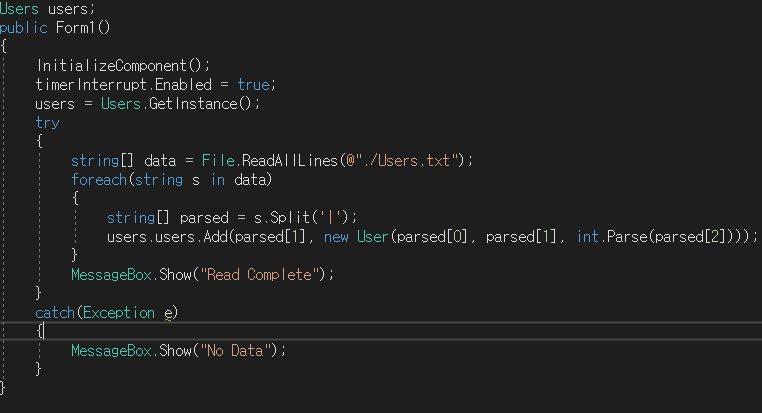 Users users;
public Form1()
{
InitializeComponent();
timerInterrupt.Enabled = true;
users = Users.GetInstance();
try
{
string[] data = File.ReadAllLines(@"./Users.txt");
foreach(string s in data)
{
string[] parsed = s.Split('|');
users.users.Add(parsed[1], new User(parsed[0], parsed[1], int.Parse(parsed[2])));
}
MessageBox.Show("Read Complete");
}
catch(Exception e)
{
MessageBox.Show("No Data");
}
}